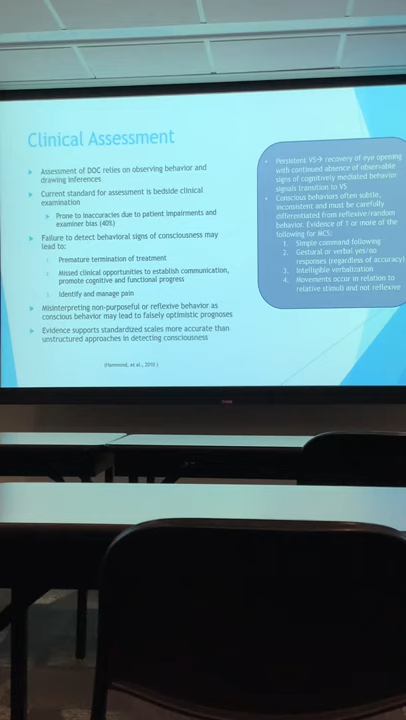 Clinical Assessment
Assessment of DOC relies on observing behavior and
drawing inferences
Current standard for assessment is bedside clinical
examination
Prone to inaccuracies due to patient impairments and
examiner bias (40%)
Failure to detect behavioral signs of consciousness may
lead to:
1. Premature termination of treatment
2. Missed clinical opportunities to establish communication,
promote cognitive and functional progress
3. Identify and manage pain
Misinterpreting non-purposeful or reflexive behavior as
conscious behavior may lead to falsely optimistic prognoses
Evidence supports standardized scales more accurate than
unstructured approaches in detecting consciousness
(Hammond, et al., 2010 )
• Persistent VS→ recovery of eye opening
with continued absence of observable
signs of cognitively mediated behavior
signals transition to VS
• Conscious behaviors often subtle,
inconsistent and must be carefully
differentiated from reflexive/random
behavior. Evidence of 1 or more of the
following for MCS:
1. Simple command following
2. Gestural or verbal yes/no
responses (regardless of accuracy)
3. Intelligible verbalization
4. Movements occur in relation to
relative stimuli and not reflexive